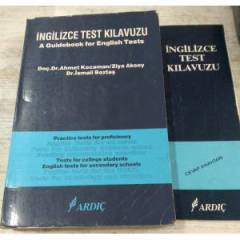 İNGİLİZCE TEST KILAVUZU
A Guidebook for English Tests
Doç.Dr.Ahmet Kocaman/Ziya Aksoy
Dr.İsmail Boztaş
Practice tests for proficiency
Tests for college students
English tests for secondary schools
ARDIÇ
İNGİLİZCE
TEST
KILAVUZU
CEVAP ANAHTARI
ARDIÇ